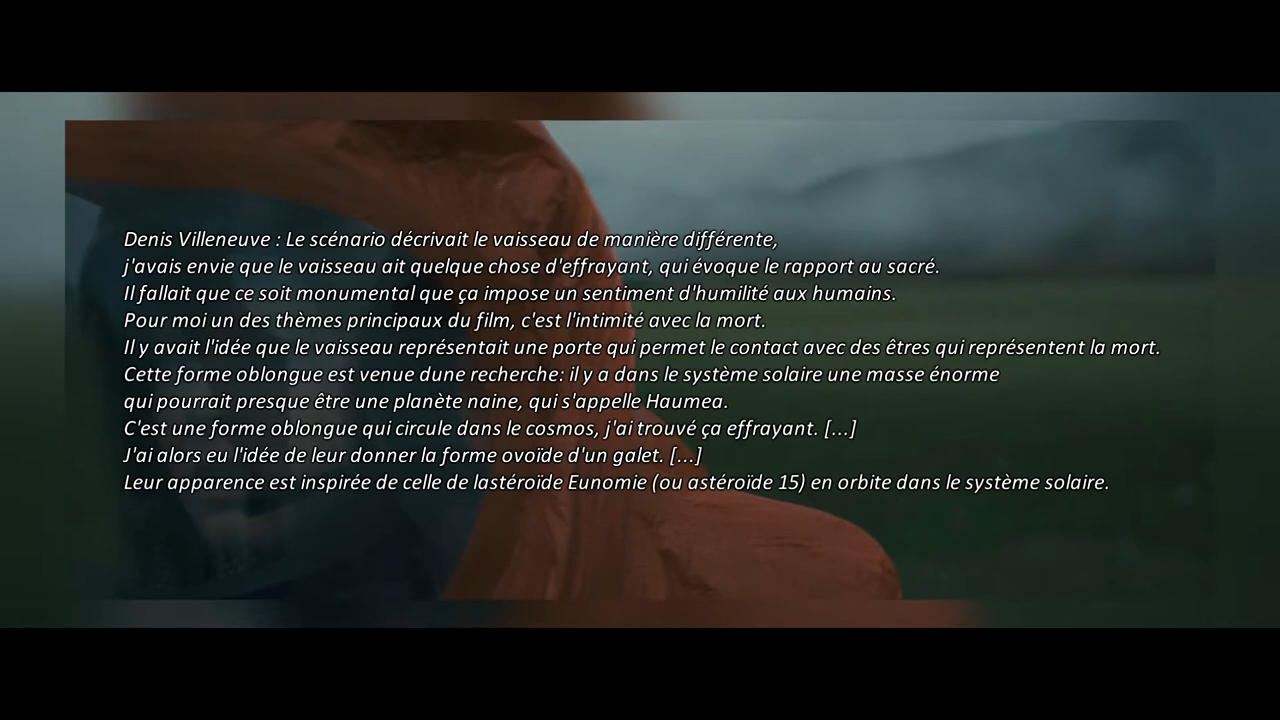 Denis Villeneuve : Le scénario décrivait le vaisseau de manière différente,
j'avais envie que le vaisseau ait quelque chose d'effrayant, qui évoque le rapport au sacré.
Il fallait que ce soit monumental que ça impose un sentiment d'humilité aux humains.
Pour moi un des thèmes principaux du film, c'est l'intimité avec la mort.
Il y avait l'idée que le vaisseau représentait une porte qui permet le contact avec des êtres qui représentent la mort.
Cette forme oblongue est venue dune recherche: il y a dans le système solaire une masse énorme
qui pourrait presque être une planète naine, qui s'appelle Haumea.
C'est une forme oblongue qui circule dans le cosmos, j'ai trouvé ça effrayant. [...]
J'ai alors eu l'idée de leur donner la forme ovoïde d'un galet. [...]
Leur apparence est inspirée de celle de lastéroïde Eunomie (ou astéroïde 15) en orbite dans le système solaire.